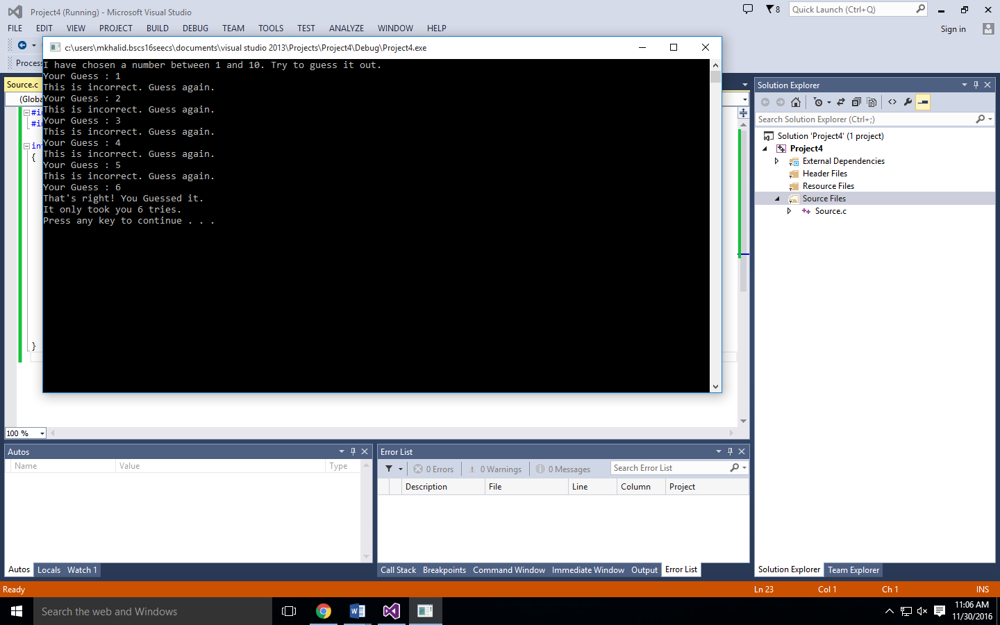 Project4 (Running) - Microsoft Visual Studio
8
Quick Launch (Ctrl+Q)
FILE EDIT VIEW PROJECT BUILD DEBUG TEAM TOOLS TEST ANALYZE WINDOW HELP
Sign in
c:\users\mkhalid.bscs16seecs\documents\visual studio 2013\Projects\Project4\Debug\Project4.exe
Process
I have chosen a number between 1 and 10. Try to guess it out.
Your Guess : 1
This is incorrect. Guess again.
Your Guess : 2
This is incorrect. Guess again.
Your Guess : 3
This is incorrect. Guess again.
Your Guess : 4
This is incorrect. Guess again.
Your Guess : 5
This is incorrect. Guess again.
Your Guess : 6
That's right! You Guessed it.
It only took you 6 tries.
Press any key to continue . . .
Source.c
(Globa
#in
#in
int
{
}
100 %
Solution Explorer
Search Solution Explorer (Ctrl+;)
Solution 'Project4' (1 project)
Project4
External Dependencies
Header Files
Resource Files
Source Files
++ Source.c
Autos
Name Value Type
Autos Locals Watch 1
Error List
0 Errors 0 Warnings 0 Messages
Search Error List
Description File Line Column Project
Call Stack Breakpoints Command Window Immediate Window Output Error List
Solution Explorer Team Explorer
Ready Ln 23 Col 1 Ch 1 INS
Search the web and Windows
11:06 AM
11/30/2016